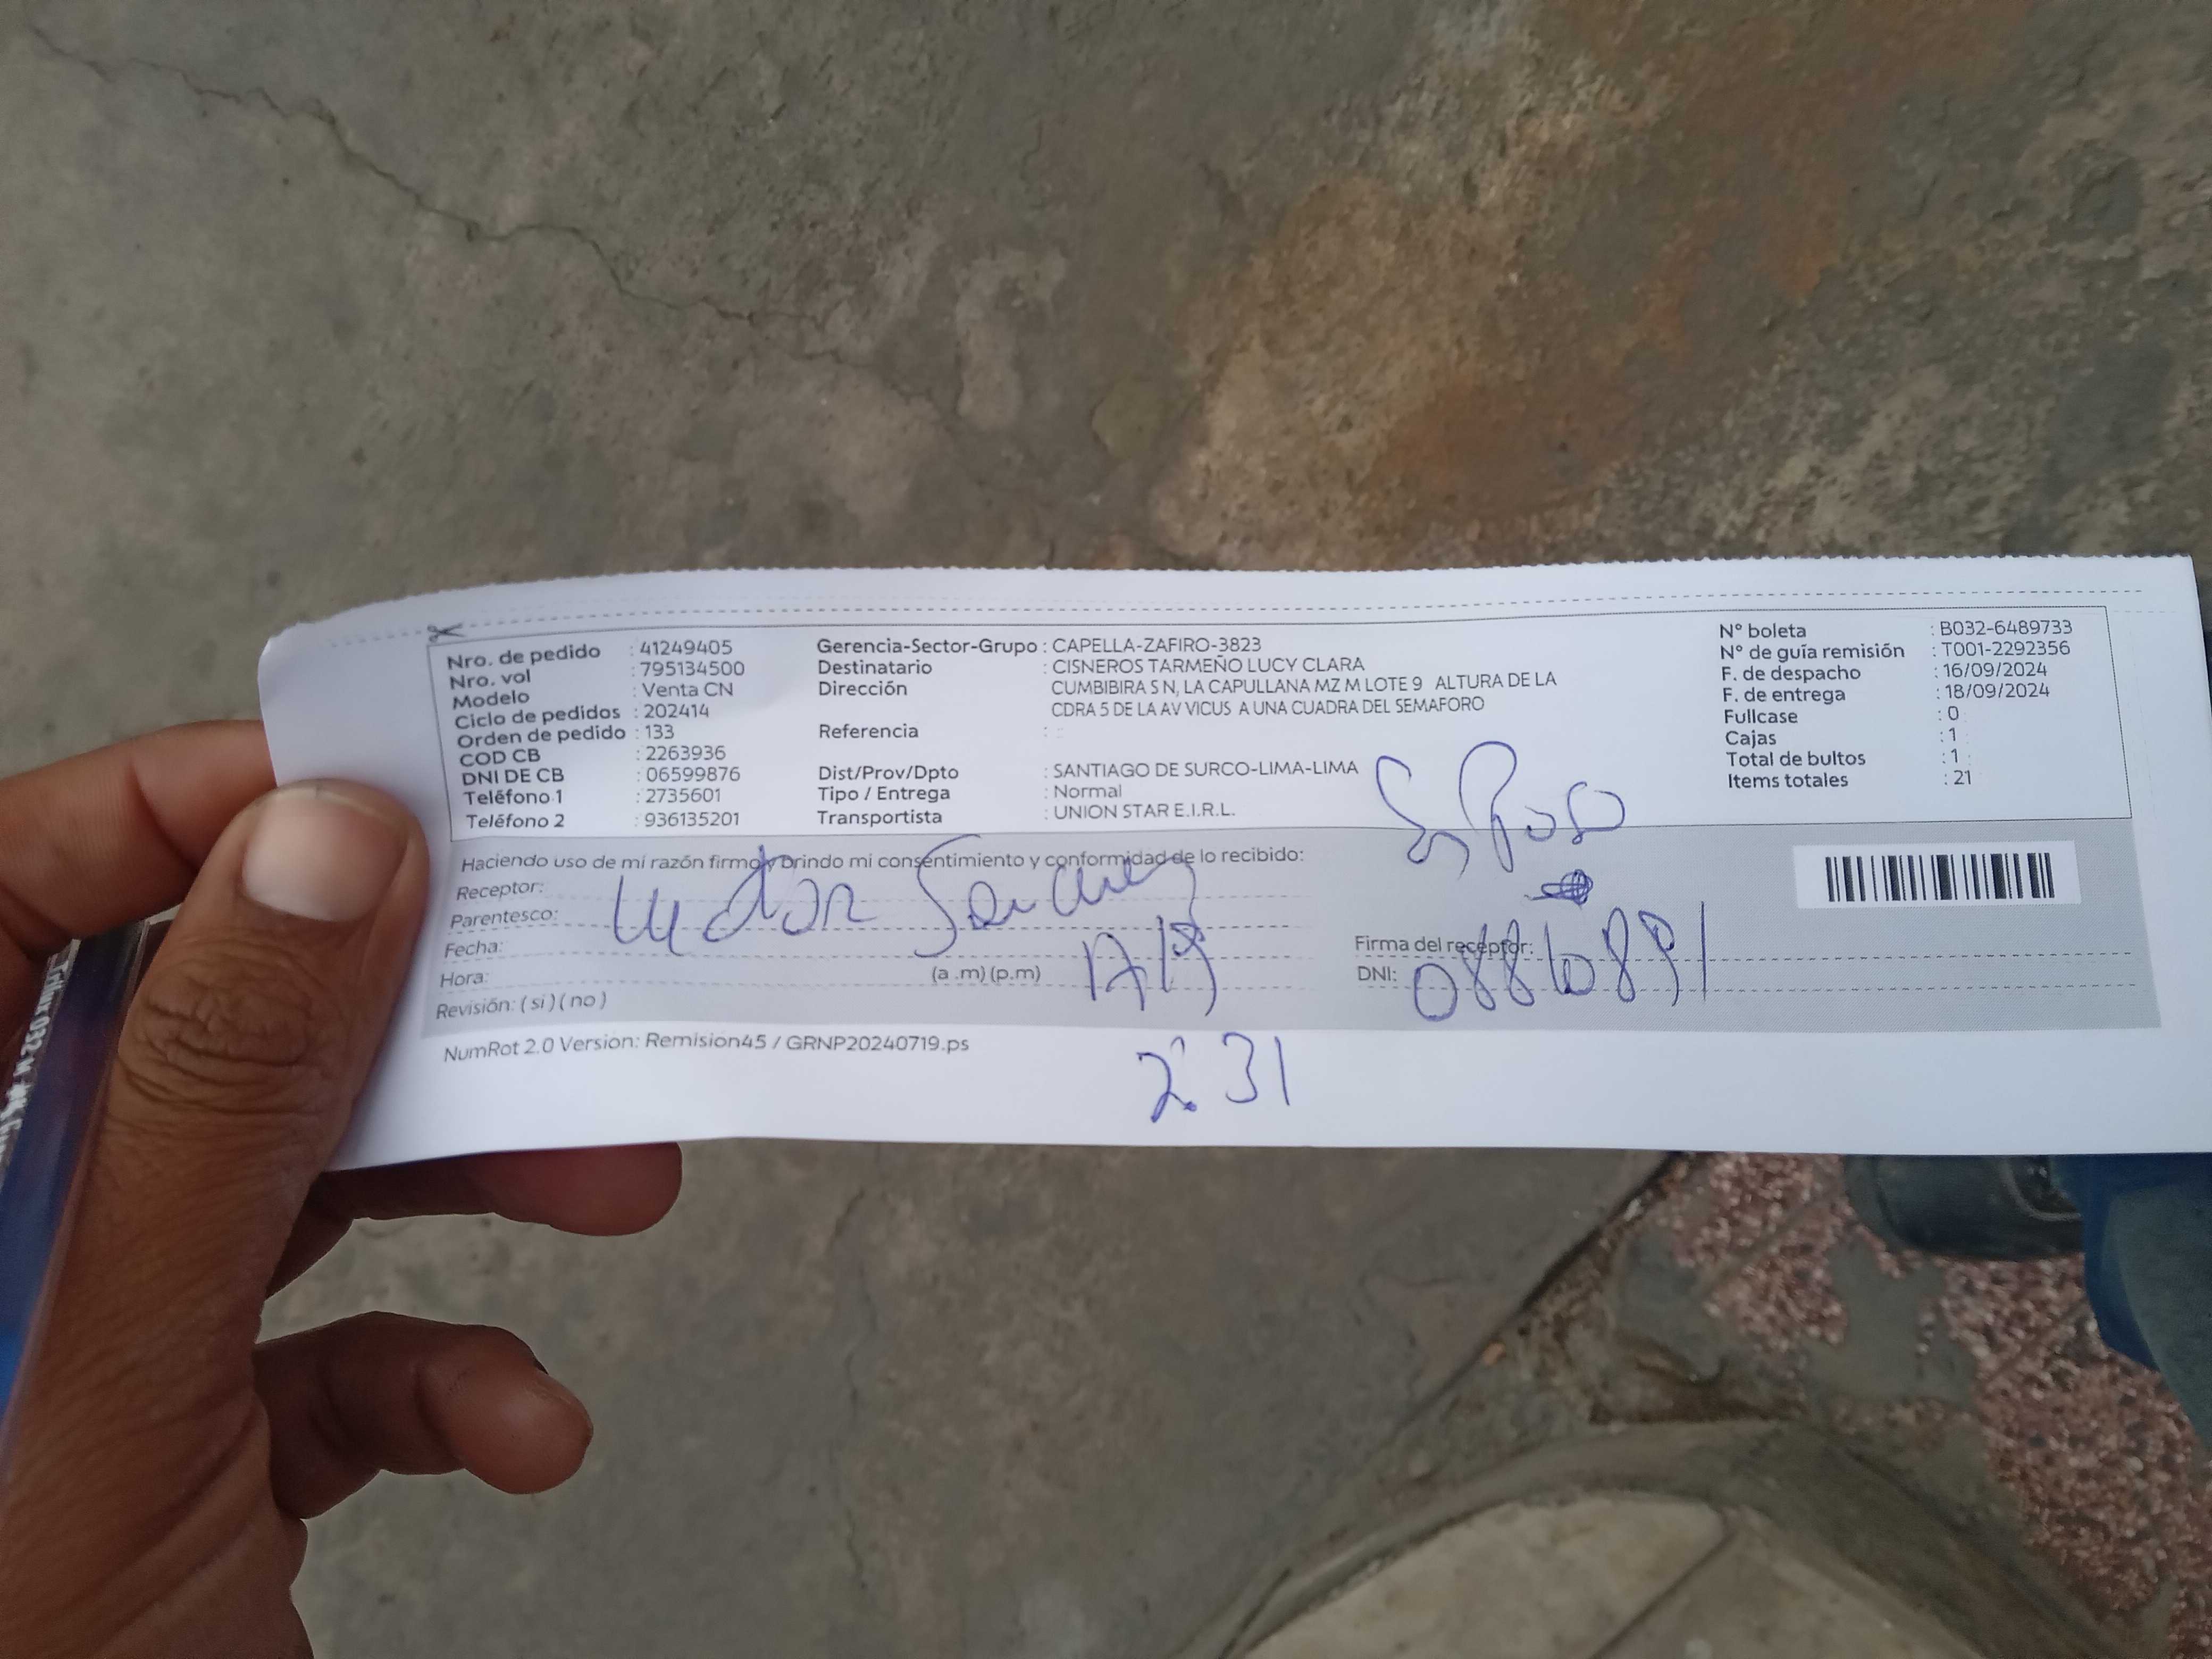 Nro. de pedido : 41249405
Nro. vol : 795134500
Modelo : Venta CN
Ciclo de pedidos : 202414
Orden de pedido : 133
COD CB : 2263936
DNI DE CB : 06599876
Teléfono 1 : 2735601
Teléfono 2 : 936135201
Gerencia-Sector-Grupo : CAPELLA-ZAFIRO-3823
Destinatario : CISNEROS TARMEÑO LUCY CLARA
Dirección CUMBIBIRA S N, LA CAPULLANA MZ M LOTE 9 ALTURA DE LA
CDRA 5 DE LA AV VICUS A UNA CUADRA DEL SEMAFORO
Referencia :
Dist/Prov/Dpto : SANTIAGO DE SURCO-LIMA-LIMA
Tipo / Entrega : Normal
Transportista : UNION STAR E.I.R.L.
N° boleta : B032-6489733
N° de guía remisión : T001-2292356
F. de despacho : 16/09/2024
F. de entrega : 18/09/2024
Fullcase : 0
Cajas : 1
Total de bultos : 1
Items totales : 21
Haciendo uso de mi razón firmo y brindo mi consentimiento y conformidad de lo recibido:
Receptor:
Parentesco:
Fecha:
Hora: (a .m) (p.m)
Revisión: ( si ) ( no )
Sanchez
Firma del receptor:
DNI:
NumRot 2.0 Version: Remision45 / GRNP20240719.ps
2:31